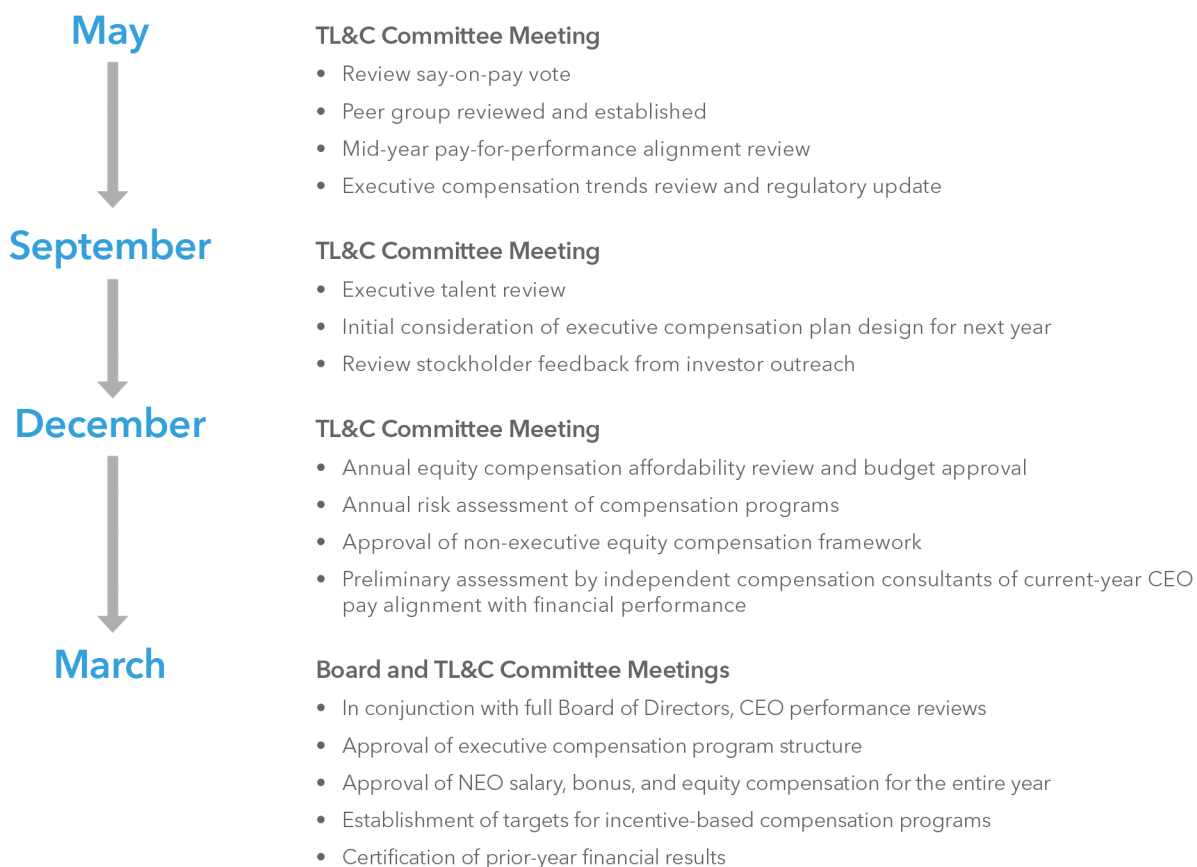 May
TL&C Committee Meeting
• Review say-on-pay vote
• Peer group reviewed and established
• Mid-year pay-for-performance alignment review
• Executive compensation trends review and regulatory update
September
TL&C Committee Meeting
• Executive talent review
• Initial consideration of executive compensation plan design for next year
• Review stockholder feedback from investor outreach
December
TL&C Committee Meeting
• Annual equity compensation affordability review and budget approval
• Annual risk assessment of compensation programs
• Approval of non-executive equity compensation framework
• Preliminary assessment by independent compensation consultants of current-year CEO
pay alignment with financial performance
March
Board and TL&C Committee Meetings
• In conjunction with full Board of Directors, CEO performance reviews
• Approval of executive compensation program structure
• Approval of NEO salary, bonus, and equity compensation for the entire year
• Establishment of targets for incentive-based compensation programs
• Certification of prior-year financial results